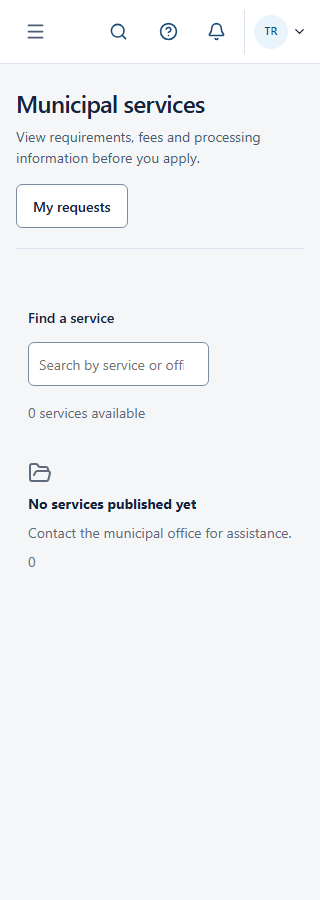 TR
Municipal services
View requirements, fees and processing
information before you apply.
My requests
Find a service
Search by service or offi
0 services available
No services published yet
Contact the municipal office for assistance.
0